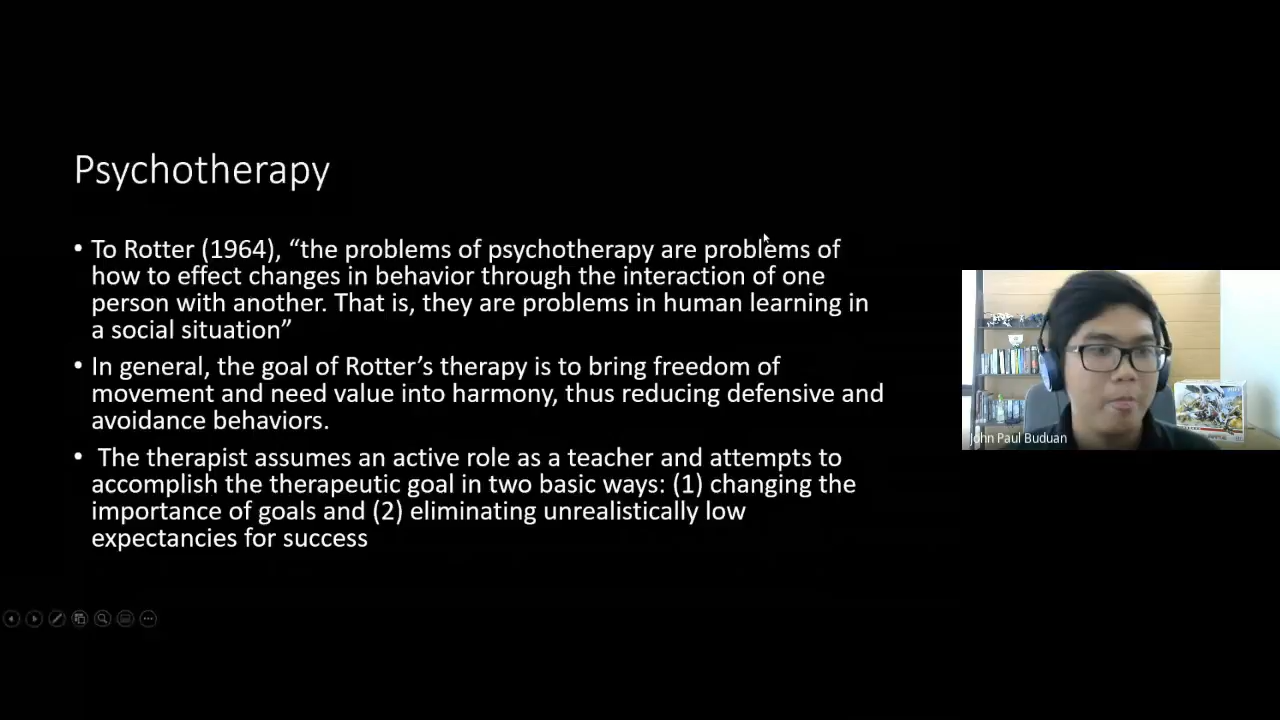 Psychotherapy
• To Rotter (1964), “the problems of psychotherapy are problems of
how to effect changes in behavior through the interaction of one
person with another. That is, they are problems in human learning in
a social situation”
• In general, the goal of Rotter’s therapy is to bring freedom of
movement and need value into harmony, thus reducing defensive and
avoidance behaviors.
• The therapist assumes an active role as a teacher and attempts to
accomplish the therapeutic goal in two basic ways: (1) changing the
importance of goals and (2) eliminating unrealistically low
expectancies for success
John Paul Buduan